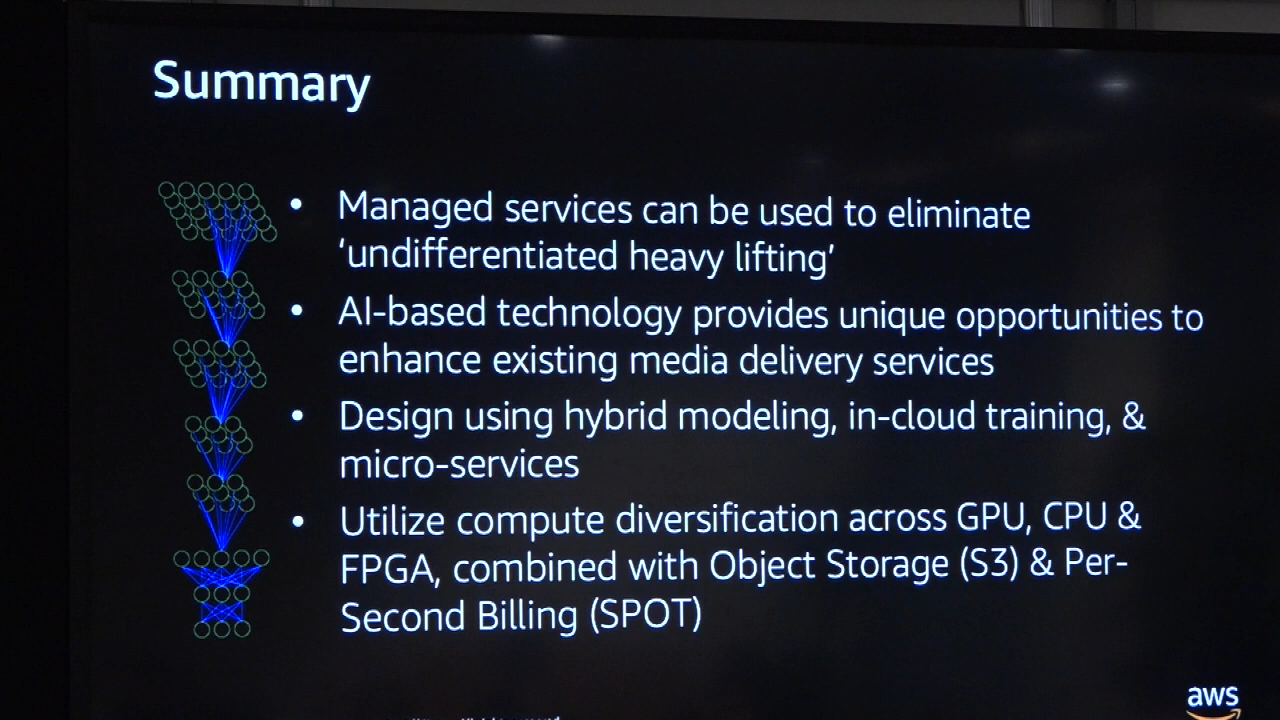 Summary
• Managed services can be used to eliminate
‘undifferentiated heavy lifting’
• AI-based technology provides unique opportunities to
enhance existing media delivery services
• Design using hybrid modeling, in-cloud training, &
micro-services
• Utilize compute diversification across GPU, CPU &
FPGA, combined with Object Storage (S3) & Per-
Second Billing (SPOT)
aws